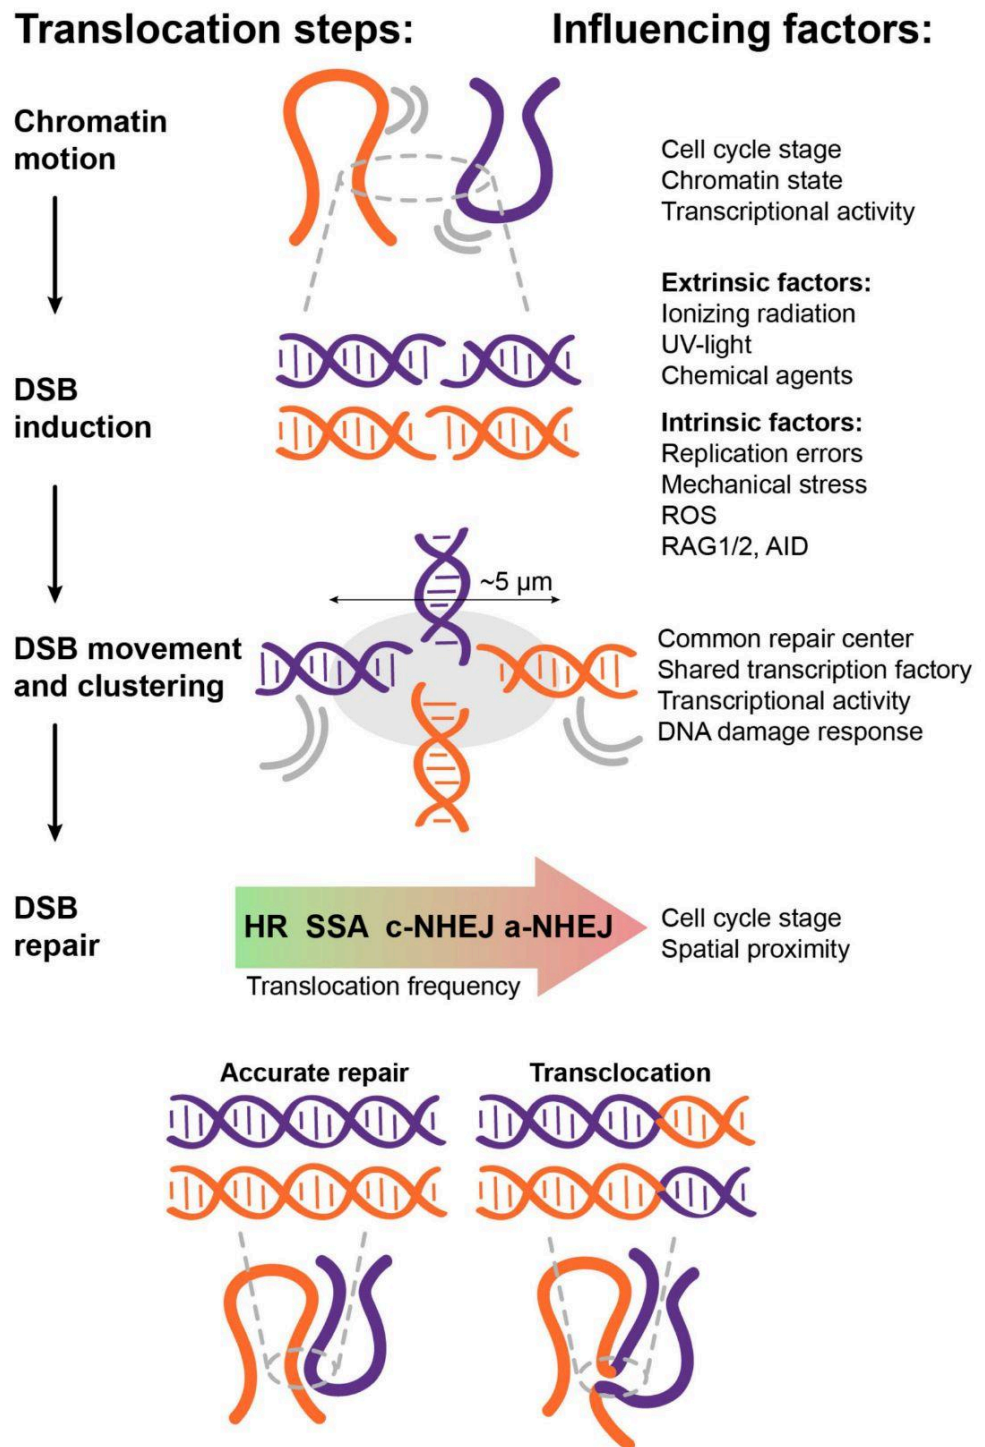 Translocation steps:
Influencing factors:
Chromatin
motion
Cell cycle stage
Chromatin state
Transcriptional activity
DSB
induction
Extrinsic factors:
Ionizing radiation
UV-light
Chemical agents
Intrinsic factors:
Replication errors
Mechanical stress
ROS
RAG1/2, AID
DSB movement
and clustering
~5 μm
Common repair center
Shared transcription factory
Transcriptional activity
DNA damage response
DSB
repair
HR SSA c-NHEJ a-NHEJ
Translocation frequency
Cell cycle stage
Spatial proximity
Accurate repair
Transclocation